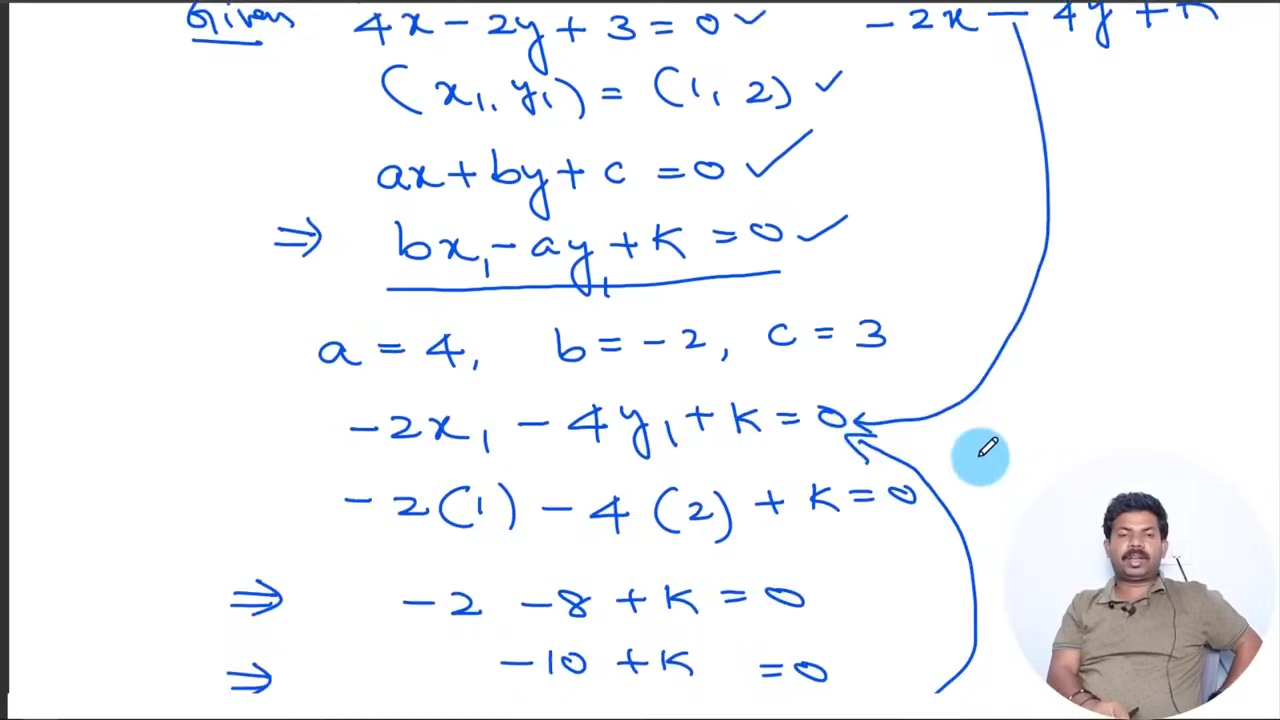 Given 4x - 2y + 3 = 0 ✓ -2x - 4y + k
(x₁, y₁) = (1, 2) ✓
ax + by + c = 0 ✓
⇒ bx₁ - ay₁ + k = 0 ✓
a = 4, b = -2, c = 3
-2x₁ - 4y₁ + k = 0
-2(1) - 4(2) + k = 0
⇒ -2 -8 + k = 0
⇒ -10 + k = 0